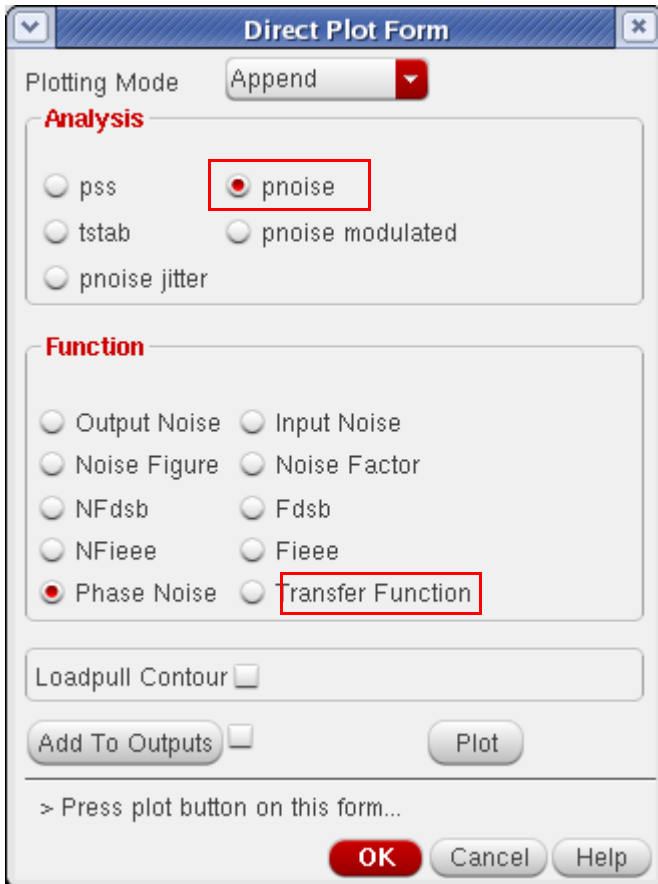 Direct Plot Form
Plotting Mode Append
Analysis
pss pnoise
tstab pnoise modulated
pnoise jitter
Function
Output Noise Input Noise
Noise Figure Noise Factor
NFdsb Fdsb
NFieee Fieee
Phase Noise Transfer Function
Loadpull Contour
Add To Outputs Plot
> Press plot button on this form...
OK Cancel Help